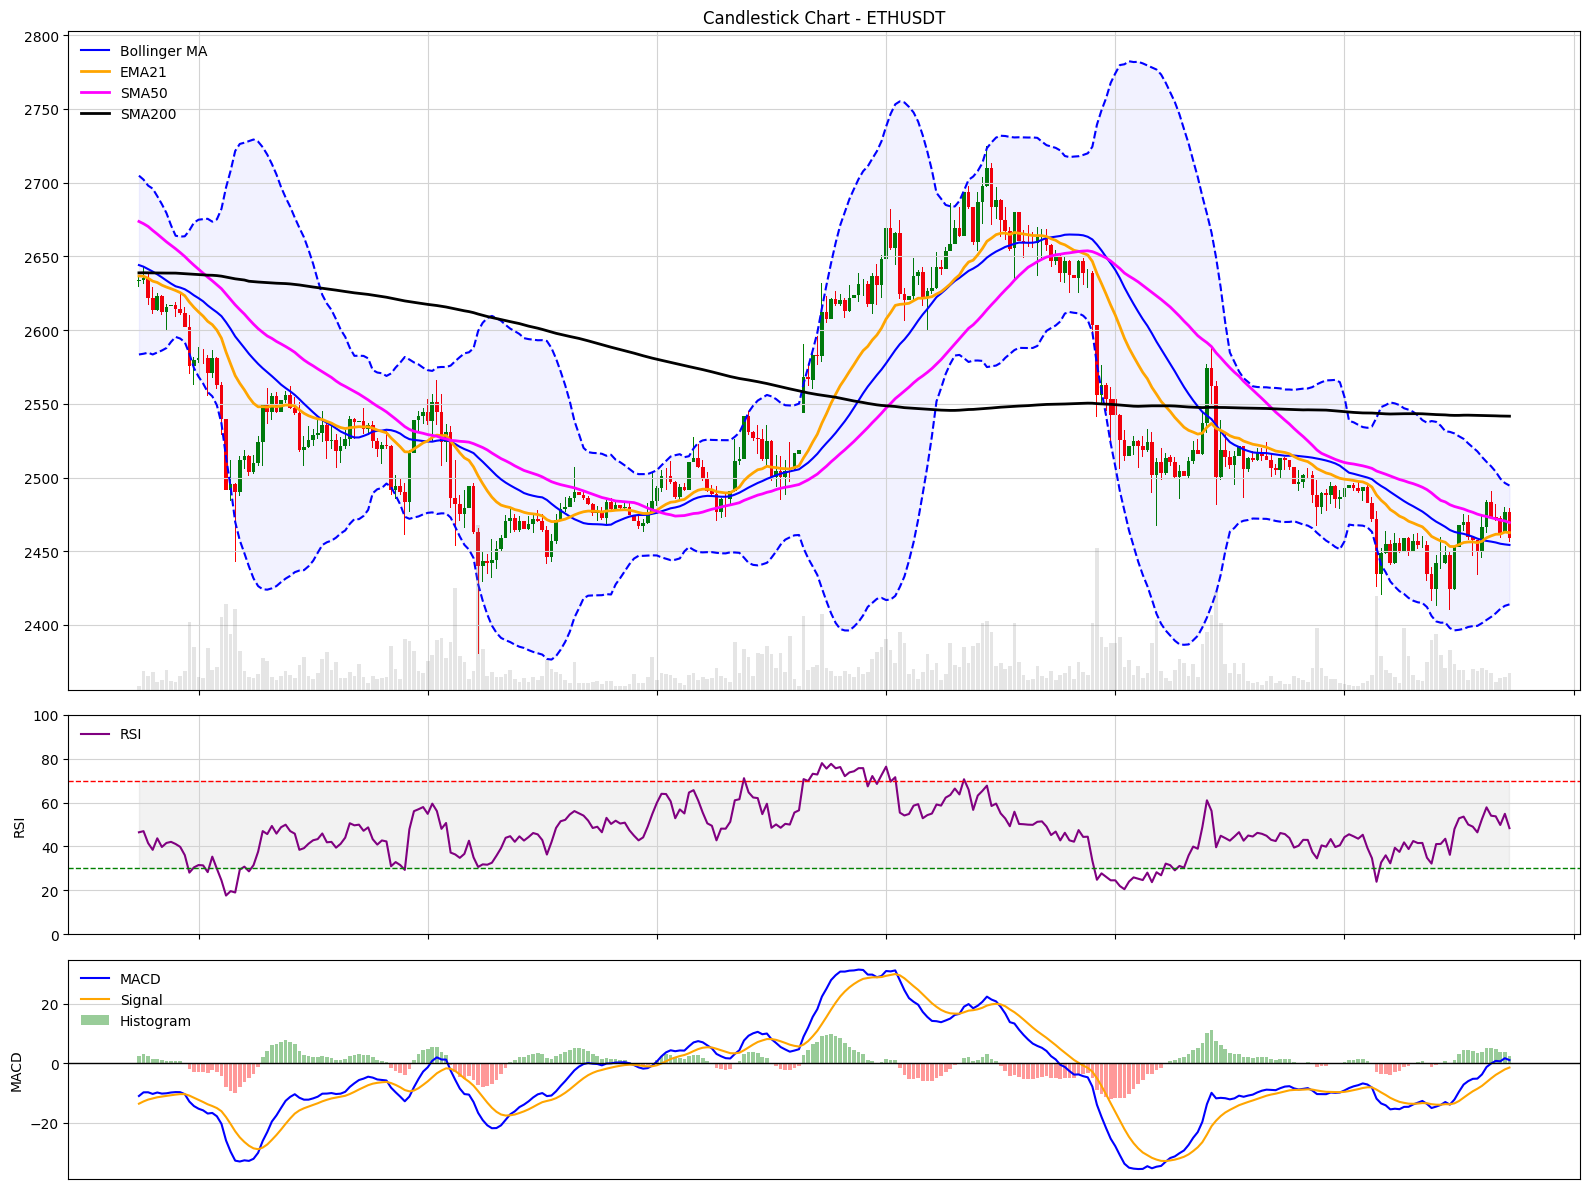 Candlestick Chart - ETHUSDT
2800
2750
2700
2650
2600
2550
2500
2450
2400
Bollinger MA
EMA21
SMA50
SMA200
100
80
60
40
20
0
RSI
RSI
20
0
−20
MACD
MACD
Signal
Histogram